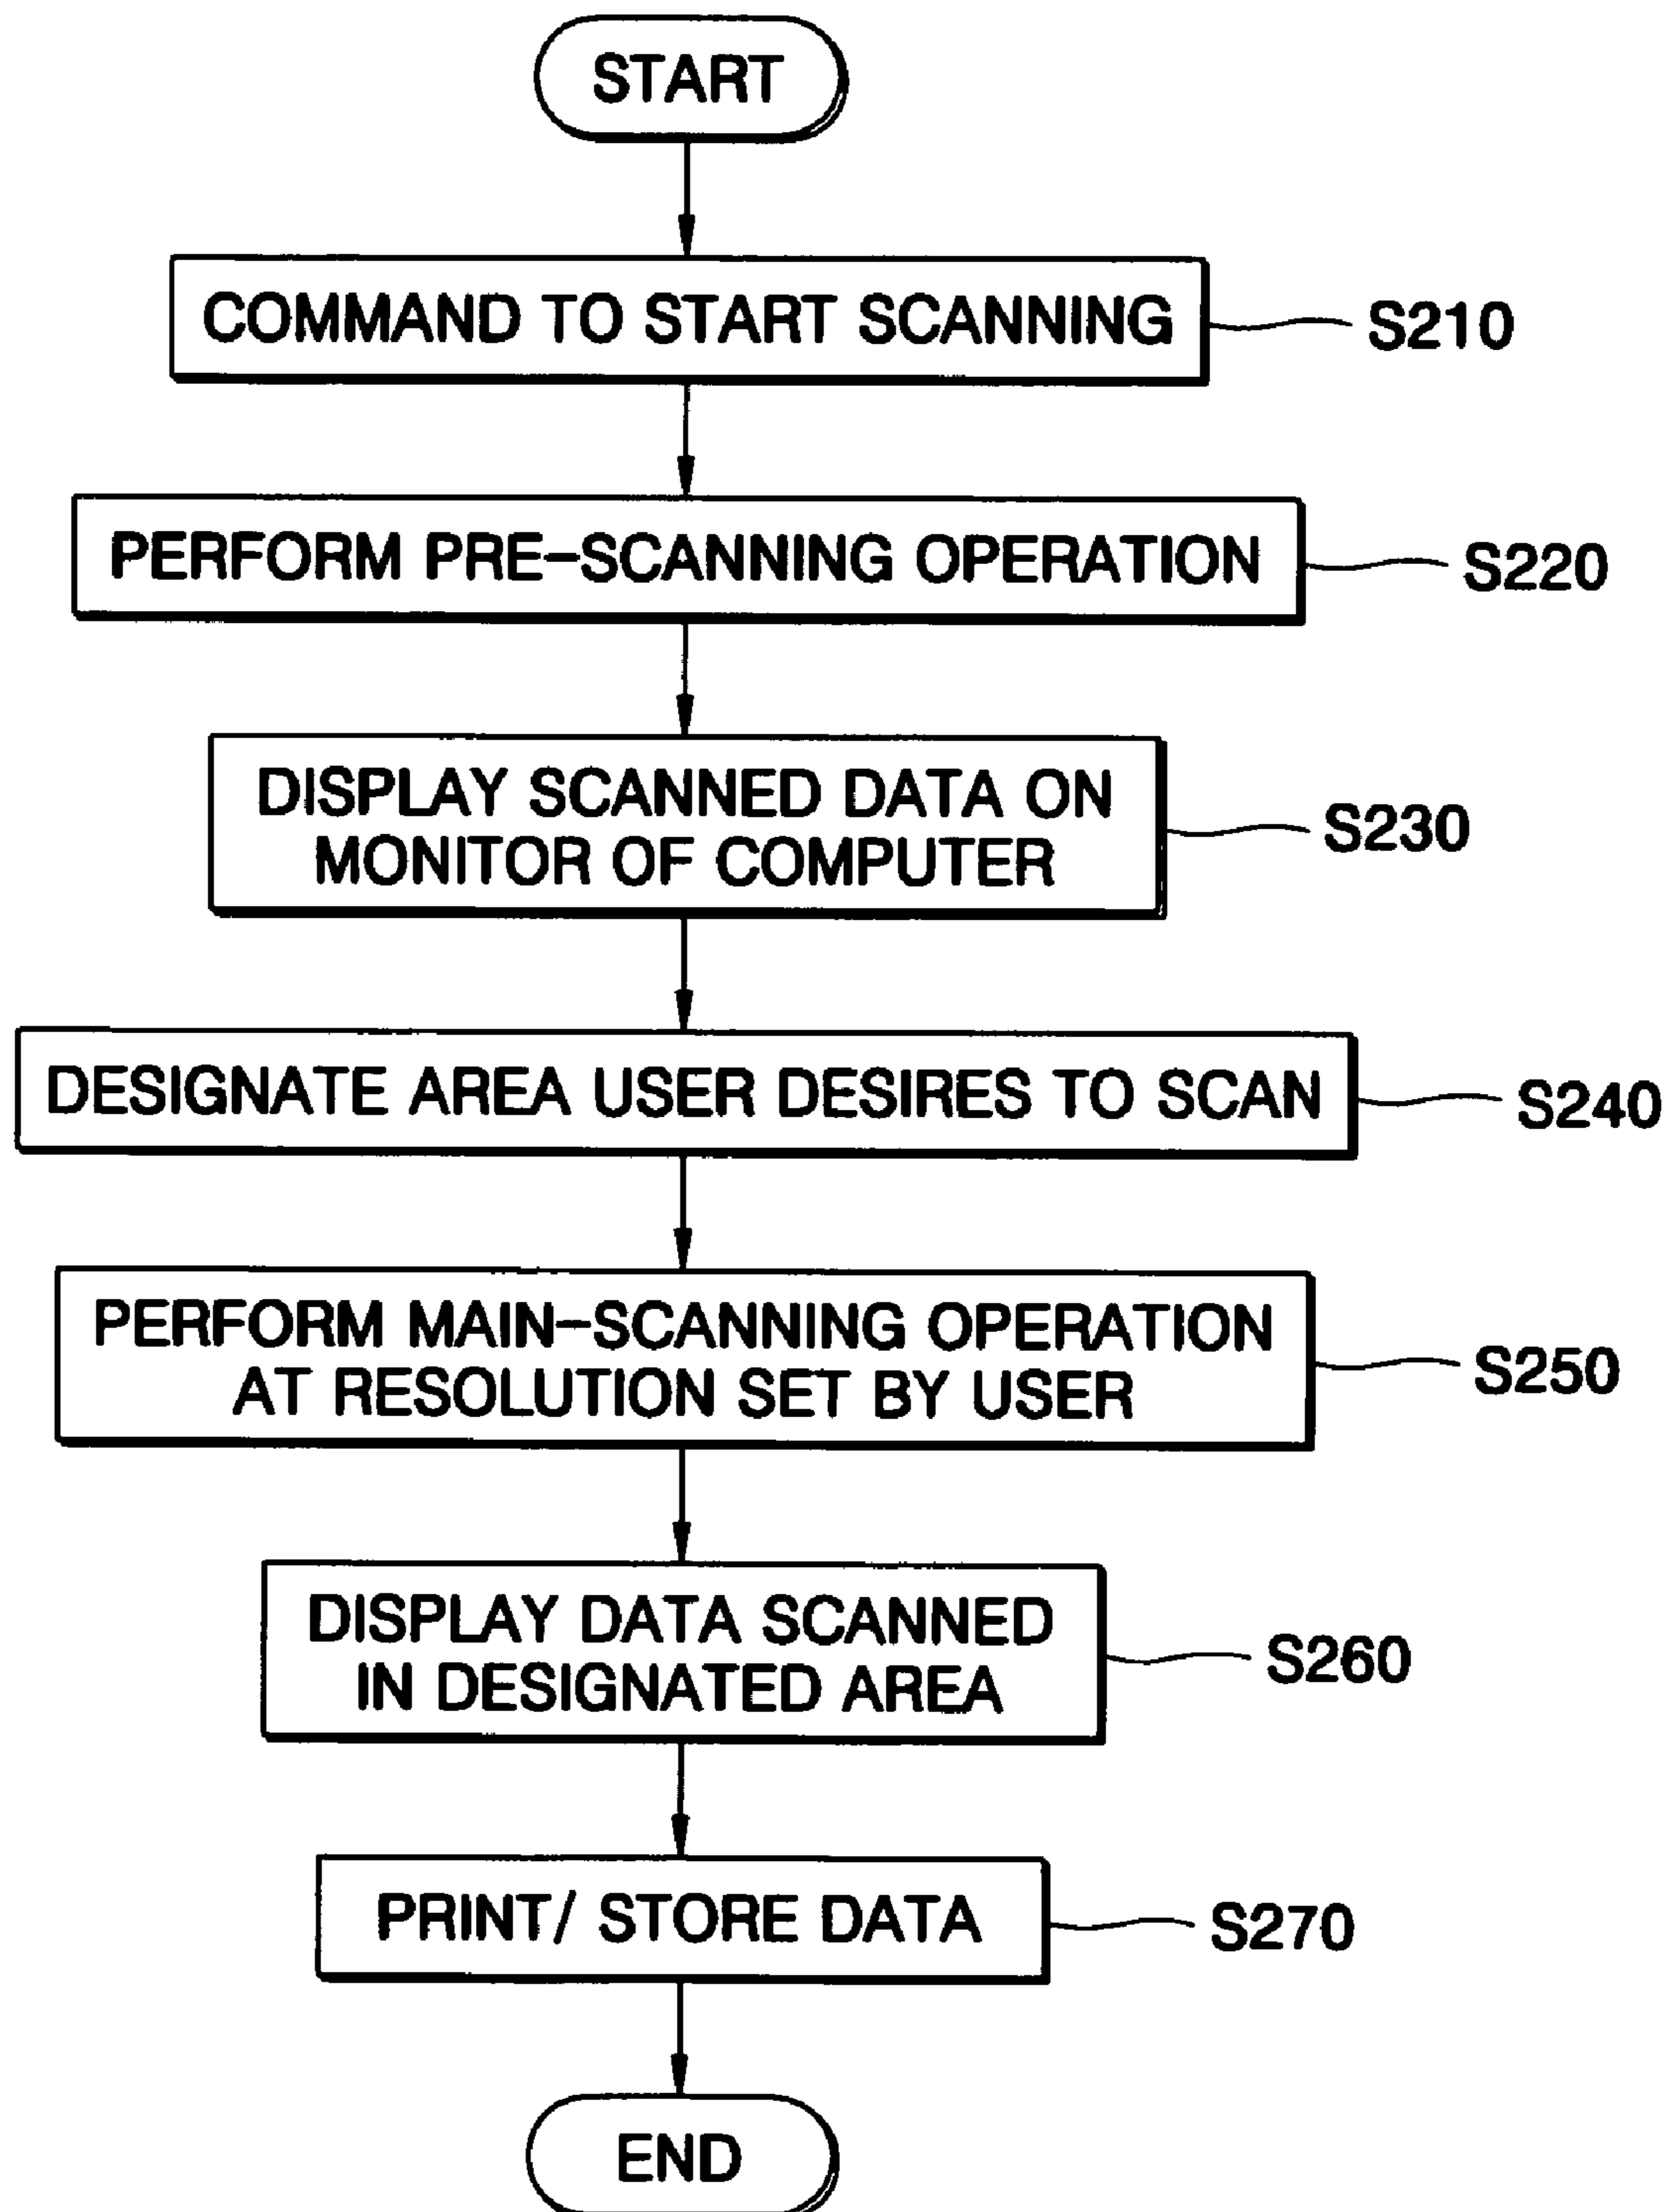 START
COMMAND TO START SCANNING
S210
PERFORM PRE-SCANNING OPERATION
S220
DISPLAY SCANNED DATA ON
MONITOR OF COMPUTER
S230
DESIGNATE AREA USER DESIRES TO SCAN
S240
PERFORM MAIN-SCANNING OPERATION
AT RESOLUTION SET BY USER
S250
DISPLAY DATA SCANNED
IN DESIGNATED AREA
S260
PRINT/ STORE DATA
S270
END